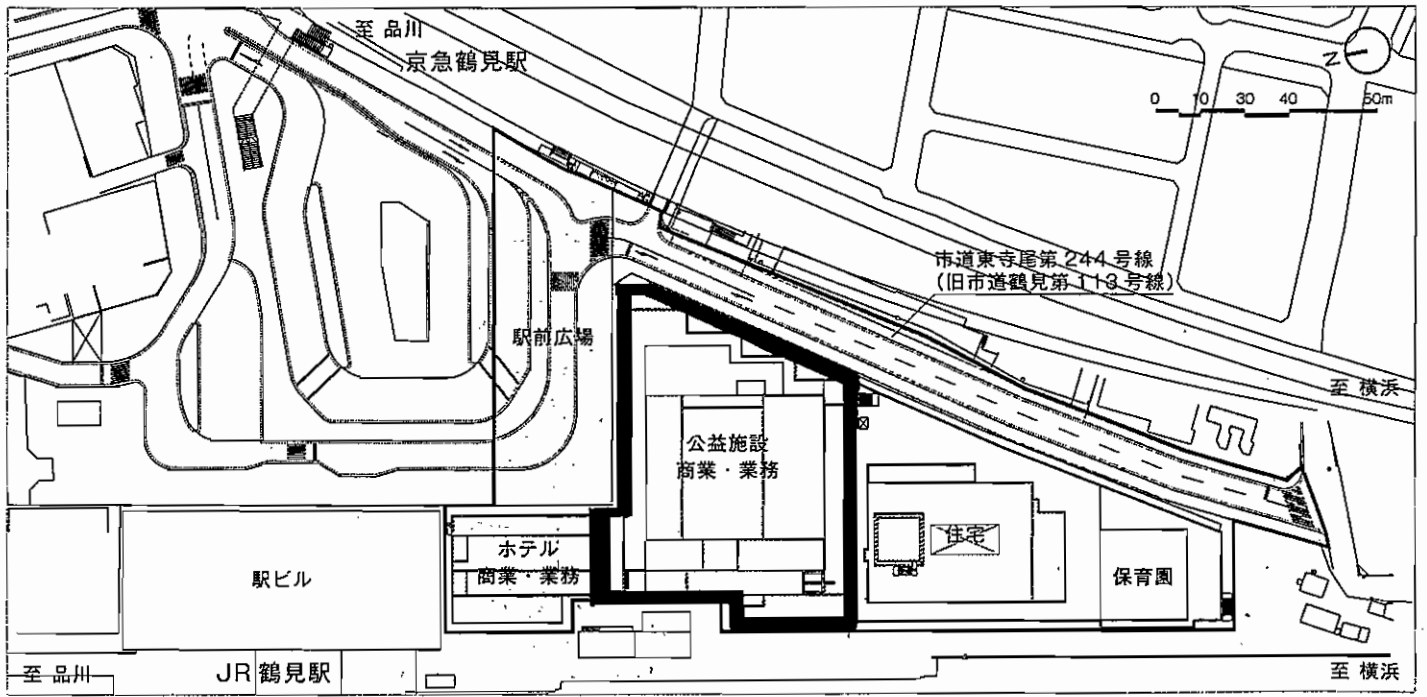 至 品川
京急鶴見駅
N
0 10 30 40 50m
市道東寺尾第 244 号線
(旧市道鶴見第 113 号線)
駅前広場
至 横浜
公益施設
商業・業務
住宅
ホテル
商業・業務
駅ビル
保育園
至 品川
JR 鶴見駅
至 横浜